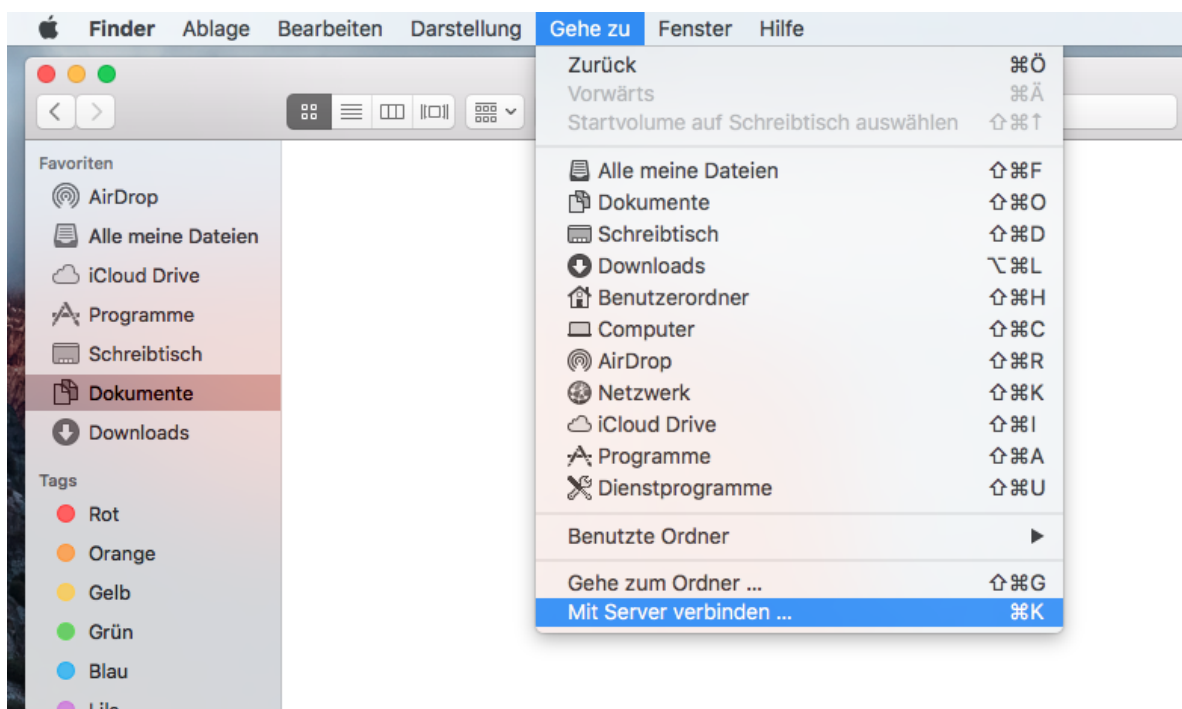 Finder Ablage Bearbeiten Darstellung Gehe zu Fenster Hilfe
Favoriten
AirDrop
Alle meine Dateien
iCloud Drive
Programme
Schreibtisch
Dokumente
Downloads
Tags
Rot
Orange
Gelb
Grün
Blau
Zurück ⌘Ö
Vorwärts ⌘Ä
Startvolume auf Schreibtisch auswählen ⇧⌘↑
Alle meine Dateien ⇧⌘F
Dokumente ⇧⌘O
Schreibtisch ⇧⌘D
Downloads ⌥⌘L
Benutzerordner ⇧⌘H
Computer ⇧⌘C
AirDrop ⇧⌘R
Netzwerk ⇧⌘K
iCloud Drive ⇧⌘I
Programme ⇧⌘A
Dienstprogramme ⇧⌘U
Benutzte Ordner
Gehe zum Ordner ... ⇧⌘G
Mit Server verbinden ... ⌘K